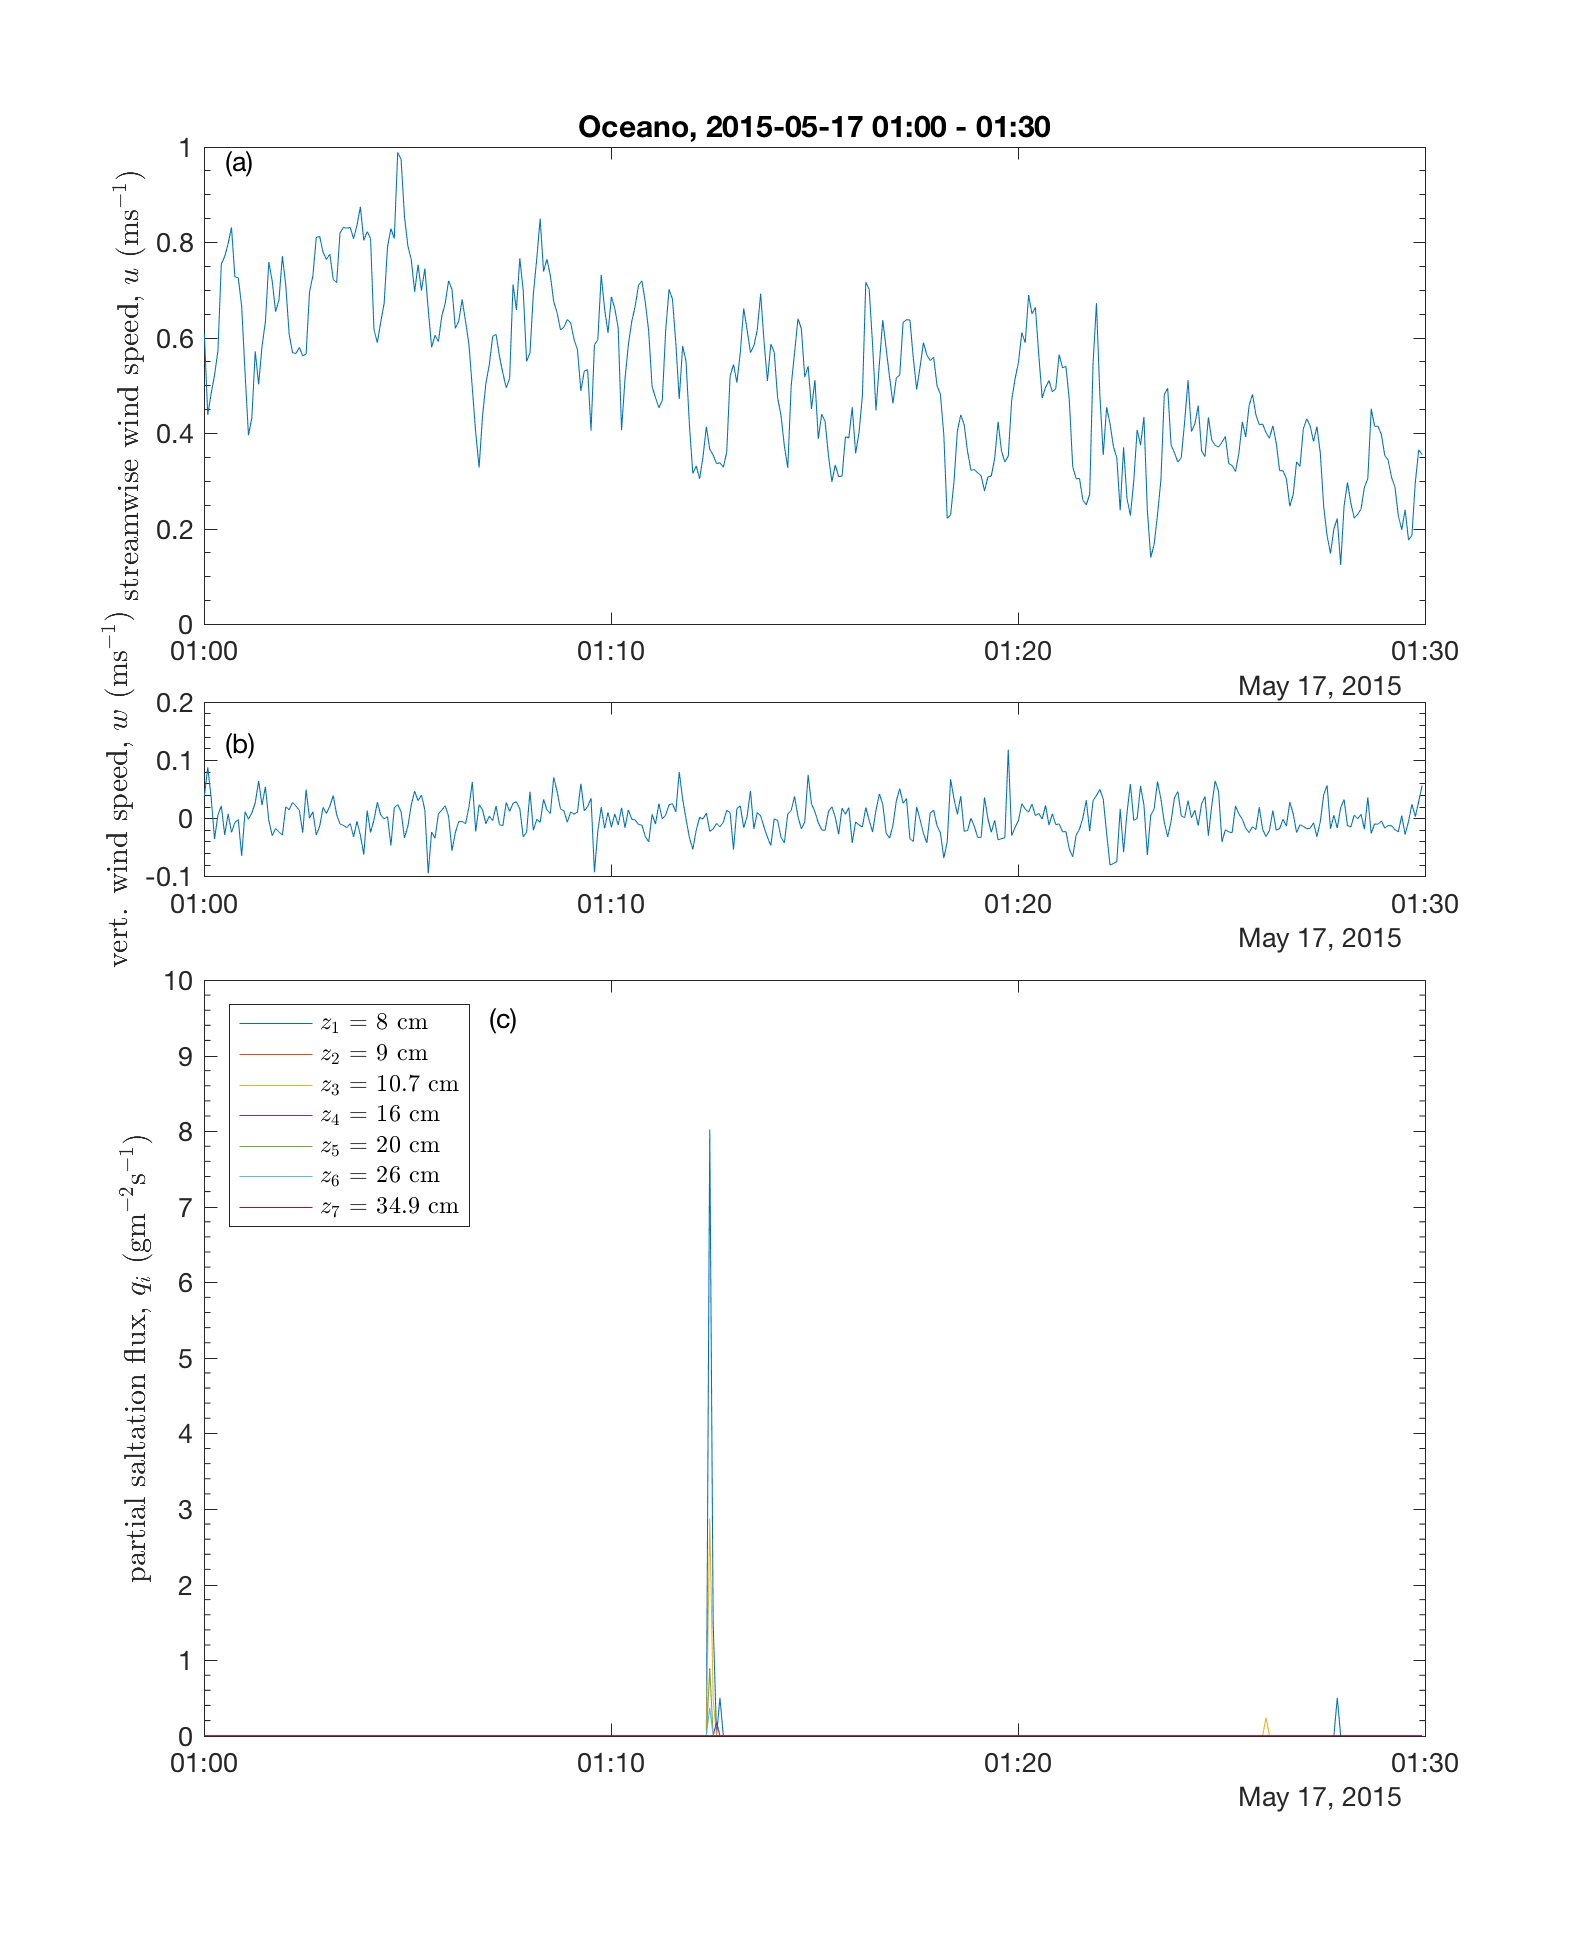 Oceano, 2015-05-17 01:00 - 01:30
(a)
streamwise wind speed, u (ms⁻¹)
1
0.8
0.6
0.4
0.2
0
01:00 01:10 01:20 01:30
May 17, 2015
(b)
vert. wind speed, w (ms⁻¹)
0.2
0.1
0
-0.1
01:00 01:10 01:20 01:30
May 17, 2015
(c)
partial saltation flux, qᵢ (gm⁻²s⁻¹)
10
9
8
7
6
5
4
3
2
1
0
z₁ = 8 cm
z₂ = 9 cm
z₃ = 10.7 cm
z₄ = 16 cm
z₅ = 20 cm
z₆ = 26 cm
z₇ = 34.9 cm
01:00 01:10 01:20 01:30
May 17, 2015